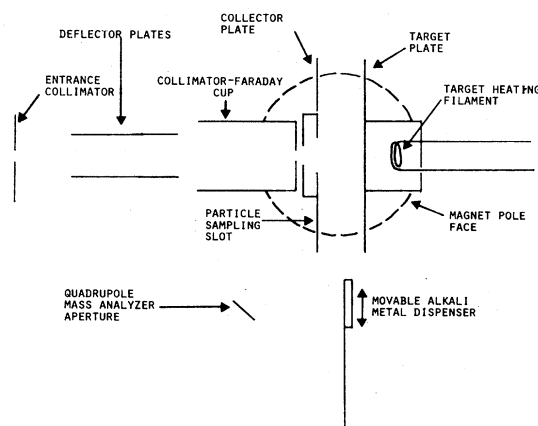 COLLECTOR
PLATE
DEFLECTOR PLATES
TARGET
PLATE
ENTRANCE
COLLIMATOR
COLLIMATOR-FARADAY
CUP
TARGET HEATING
FILAMENT
PARTICLE
SAMPLING
SLOT
MAGNET POLE
FACE
QUADRUPOLE
MASS ANALYZER
APERTURE
MOVABLE ALKALI
METAL DISPENSER